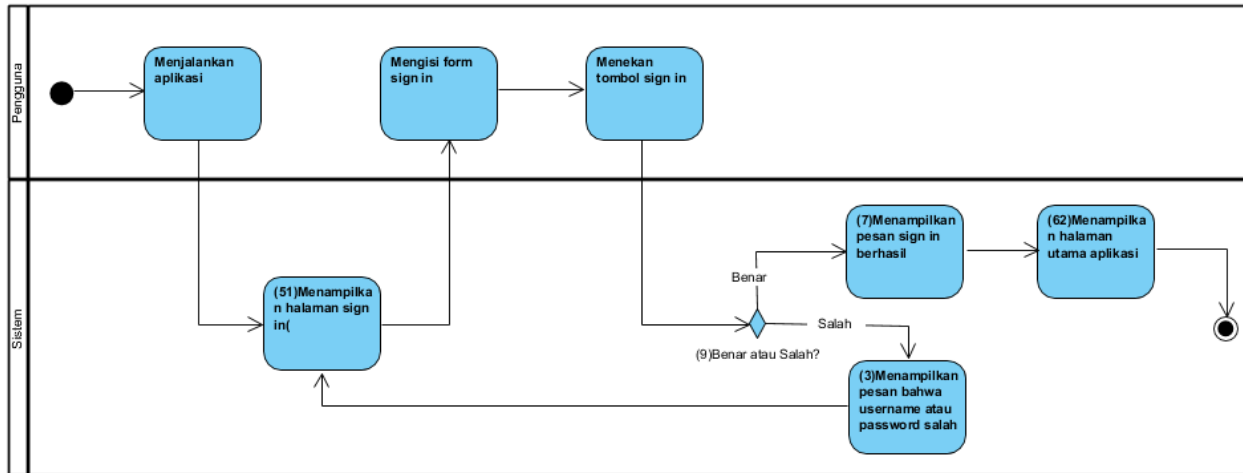 Pengguna
Menjalankan
aplikasi
Mengisi form
sign in
Menekan
tombol sign in
Sistem
(51)Menampilka
n halaman sign
in(
(9)Benar atau Salah?
Benar
Salah
(7)Menampilkan
pesan sign in
berhasil
(62)Menampilka
n halaman
utama aplikasi
(3)Menampilkan
pesan bahwa
username atau
password salah